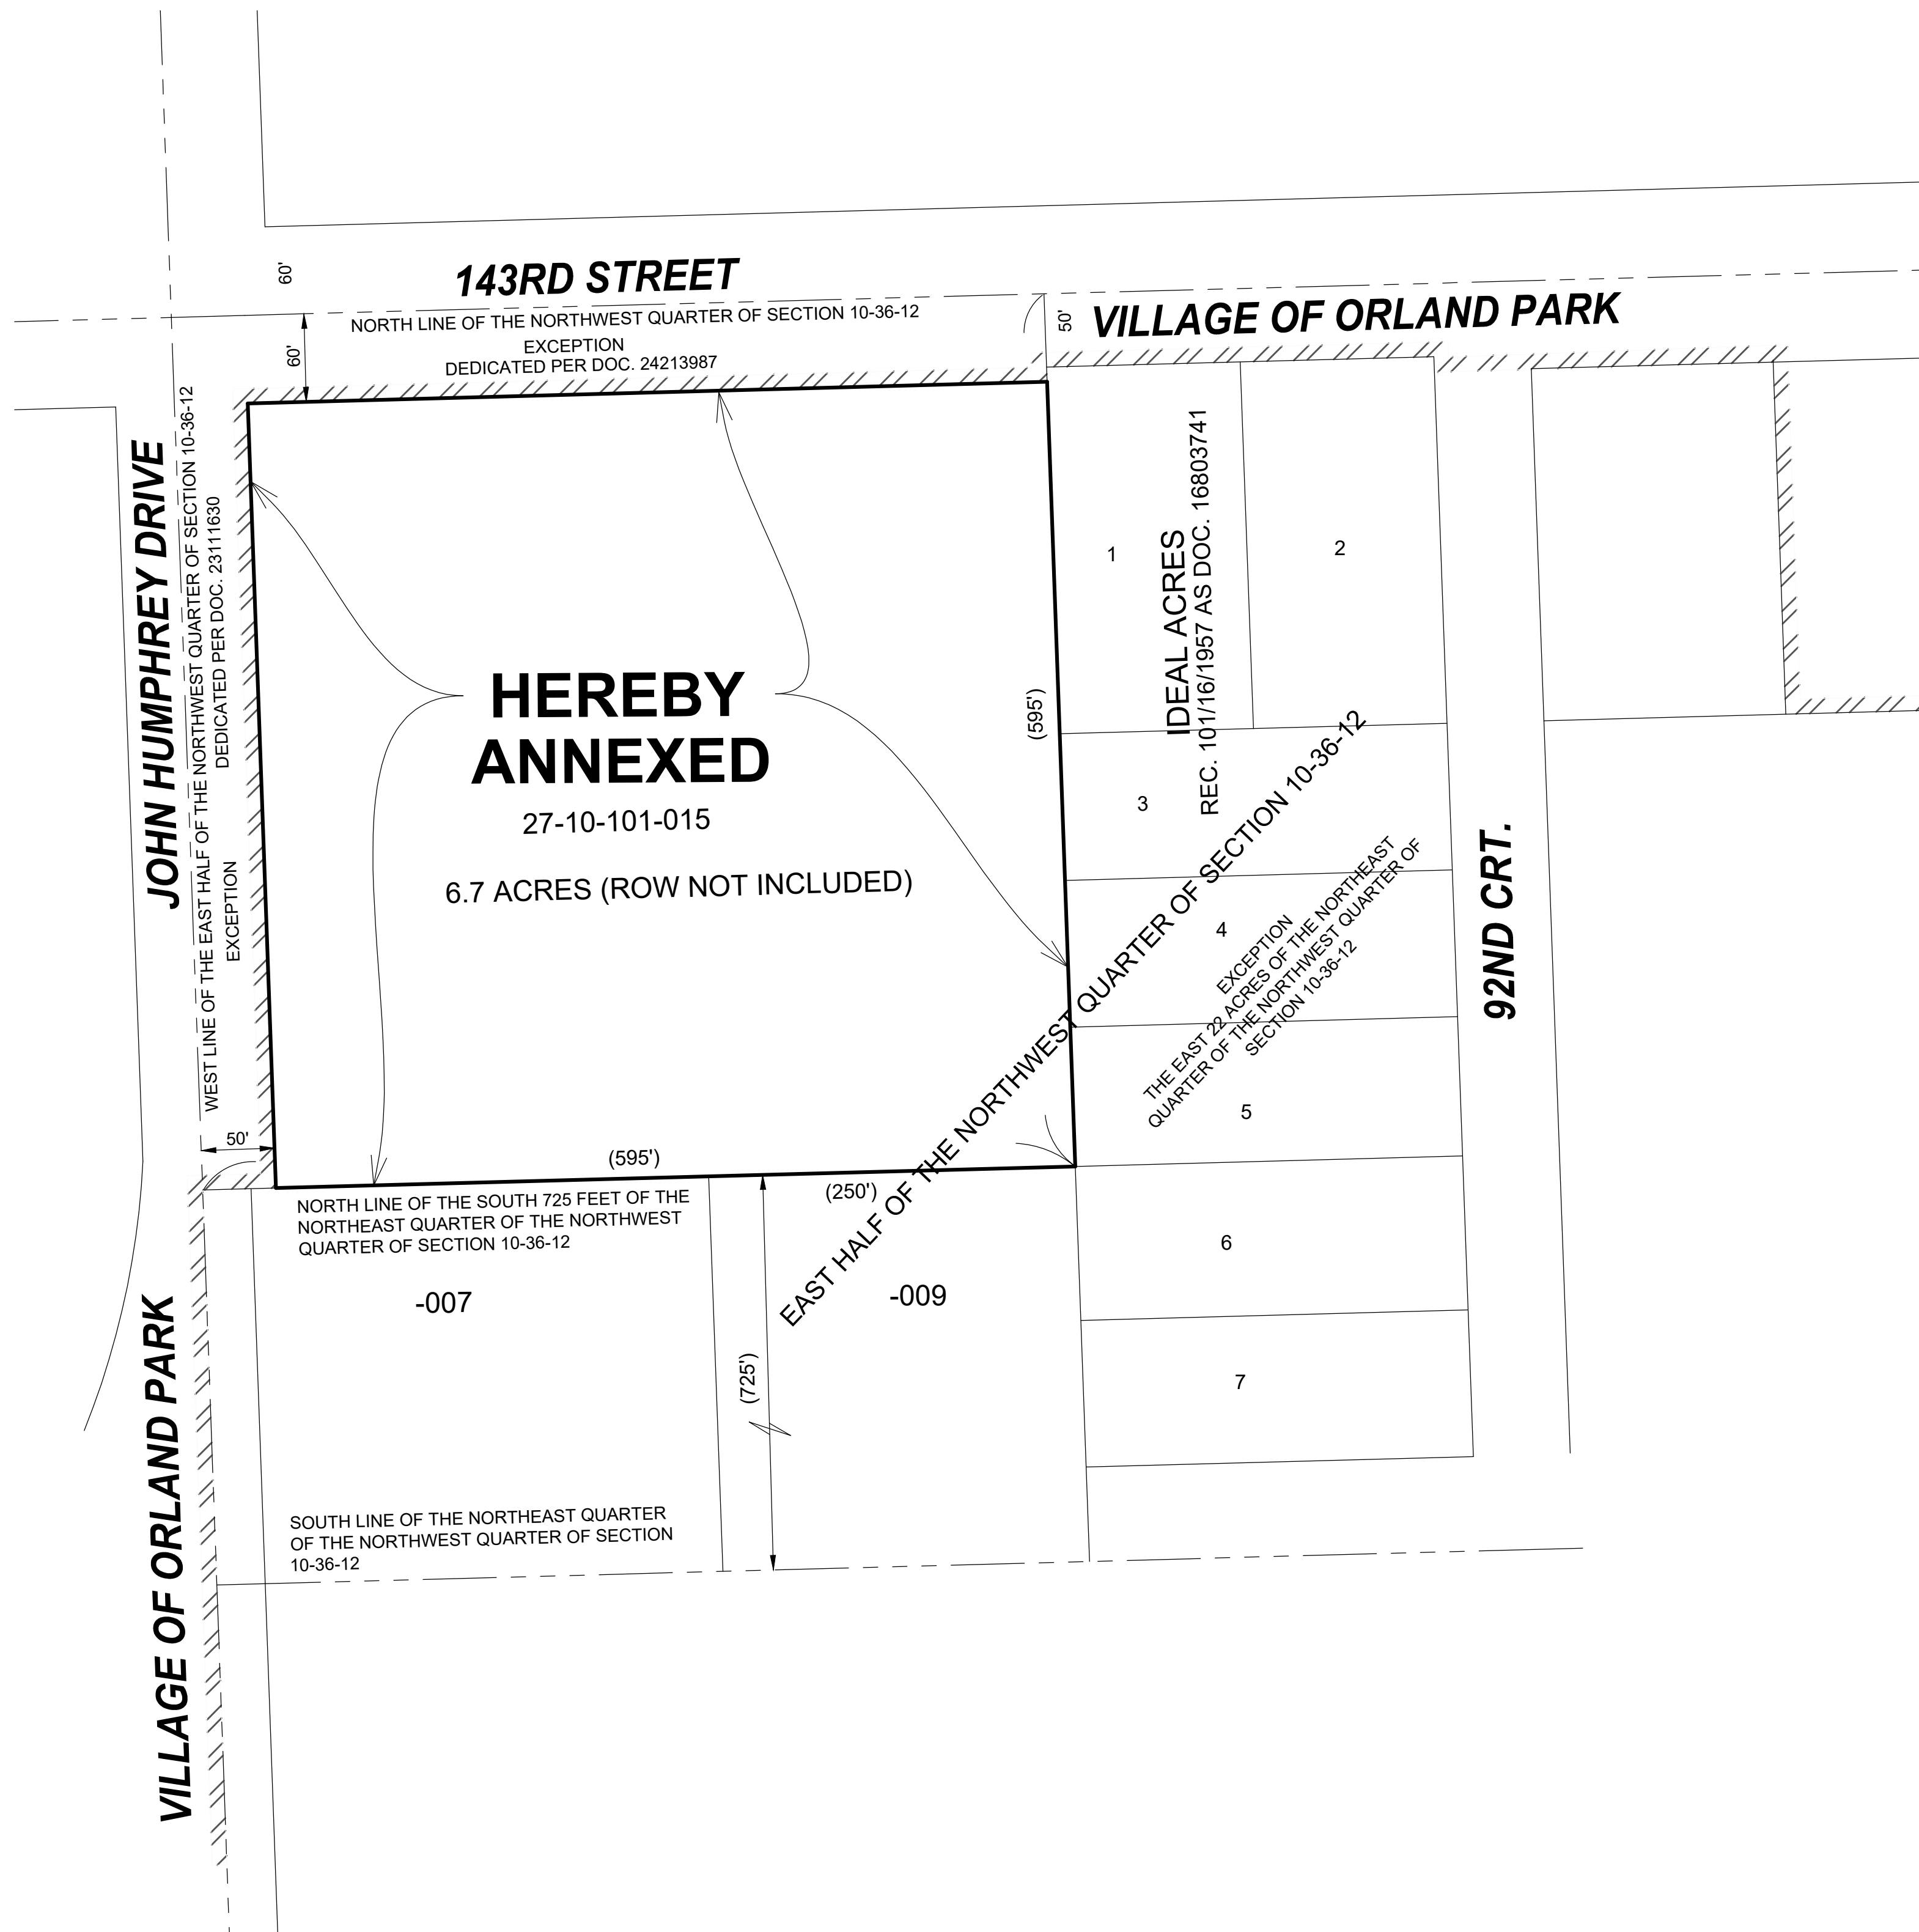 60'
143RD STREET
NORTH LINE OF THE NORTHWEST QUARTER OF SECTION 10-36-12
50'
VILLAGE OF ORLAND PARK
60'
EXCEPTION
DEDICATED PER DOC. 24213987
JOHN HUMPHREY DRIVE
WEST LINE OF THE EAST HALF OF THE NORTHWEST QUARTER OF SECTION 10-36-12
DEDICATED PER DOC. 23111630
EXCEPTION
HEREBY
ANNEXED
27-10-101-015
6.7 ACRES (ROW NOT INCLUDED)
(595')
1
IDEAL ACRES
REC. 101/16/1957 AS DOC. 16803741
2
3
EAST HALF OF THE NORTHWEST QUARTER OF SECTION 10-36-12
4
EXCEPTION
THE EAST 22 ACRES OF THE NORTHEAST
QUARTER OF THE NORTHWEST QUARTER OF
SECTION 10-36-12
5
92ND CRT.
50'
(595')
(250')
NORTH LINE OF THE SOUTH 725 FEET OF THE
NORTHEAST QUARTER OF THE NORTHWEST
QUARTER OF SECTION 10-36-12
6
-007
-009
(725')
7
VILLAGE OF ORLAND PARK
SOUTH LINE OF THE NORTHEAST QUARTER
OF THE NORTHWEST QUARTER OF SECTION
10-36-12